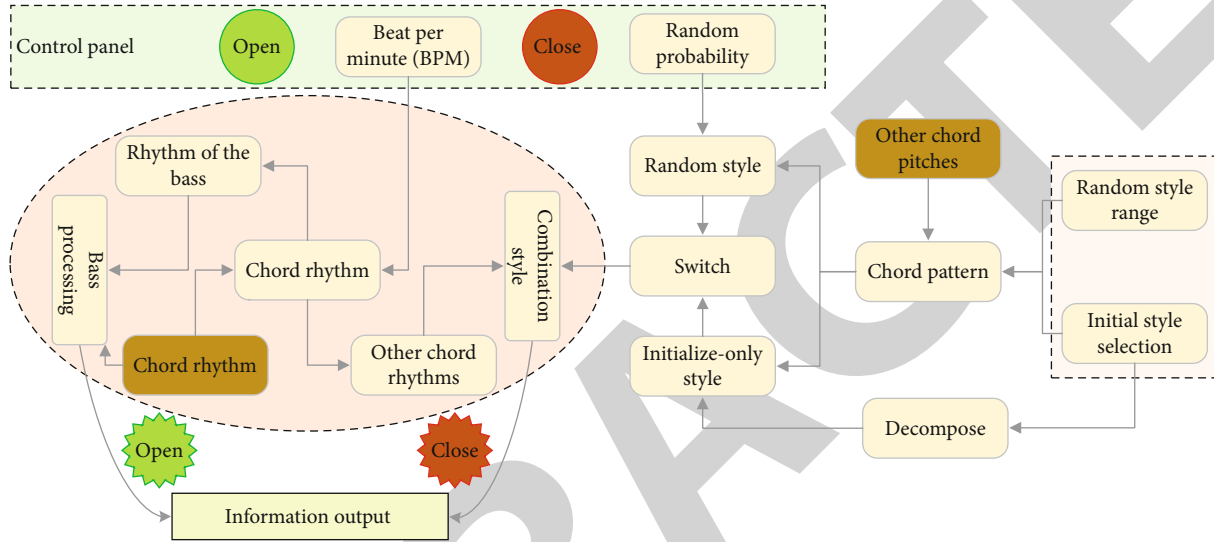 Control panel
Open
Beat per
minute (BPM)
Close
Random
probability
Rhythm of the
bass
Bass
processing
Chord rhythm
Chord rhythm
Other chord
rhythms
Combination
style
Random style
Switch
Initialize-only
style
Other chord
pitches
Chord pattern
Random style
range
Initial style
selection
Decompose
Open
Close
Information output